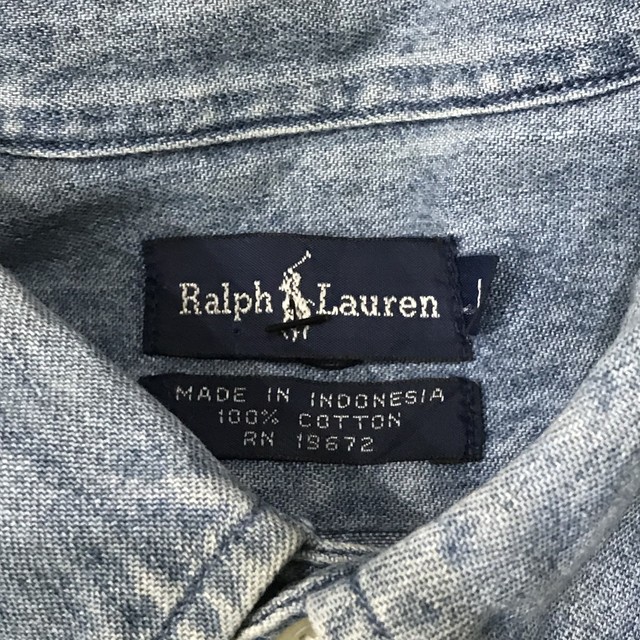 Ralph Lauren
MADE IN INDONESIA
100% COTTON
RN 19672